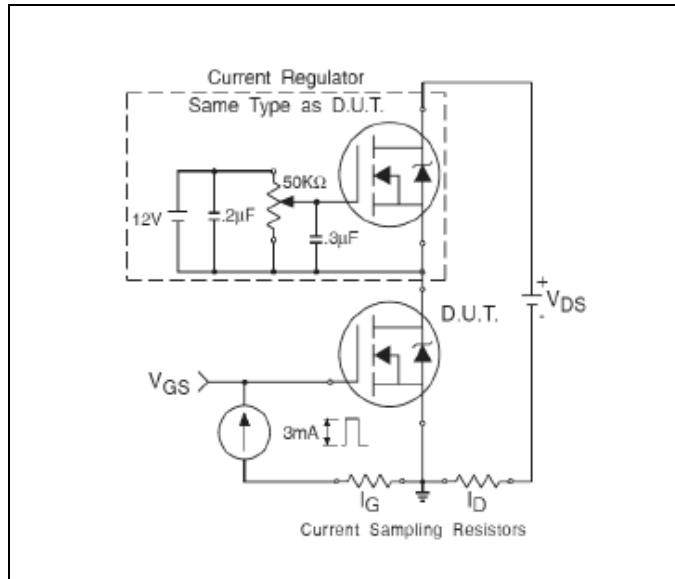 Current Regulator
Same Type as D.U.T.
50KΩ
12V
.2μF
.3μF
+
VDS
-
D.U.T.
VGS
3mA
IG
ID
Current Sampling Resistors